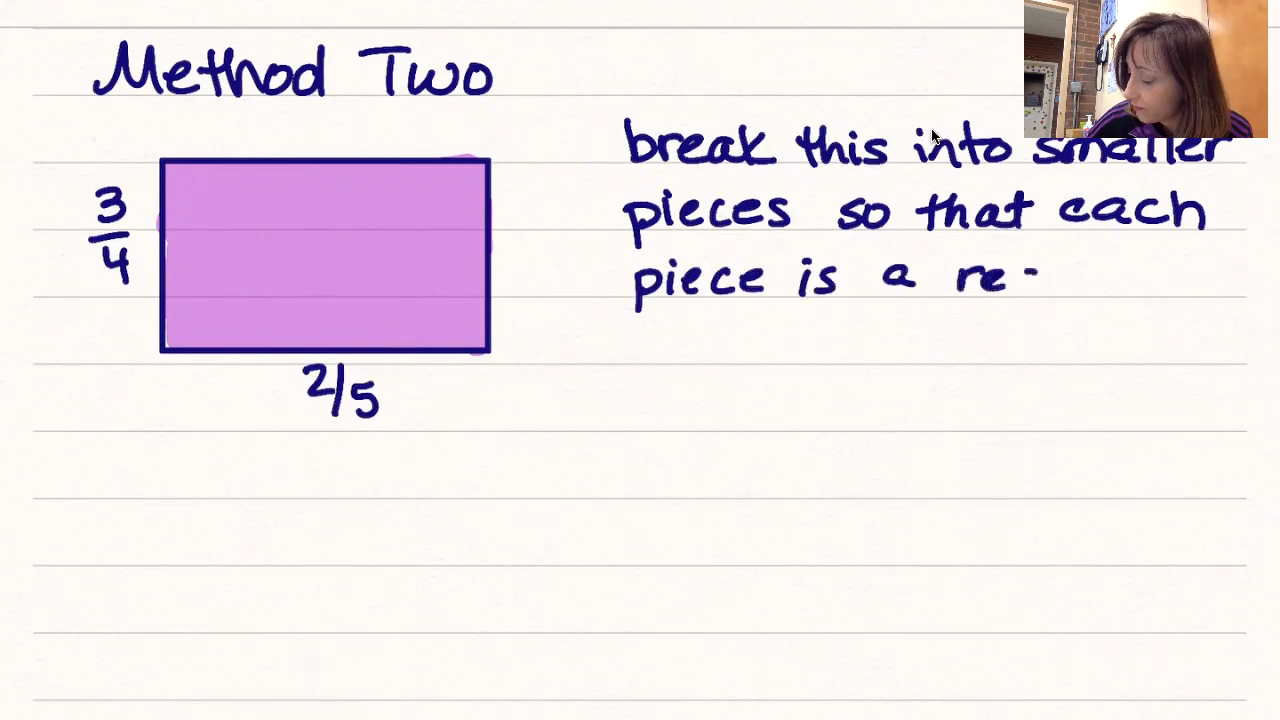 Method Two
break this into smaller
pieces so that each
piece is a re-
3
4
2/5